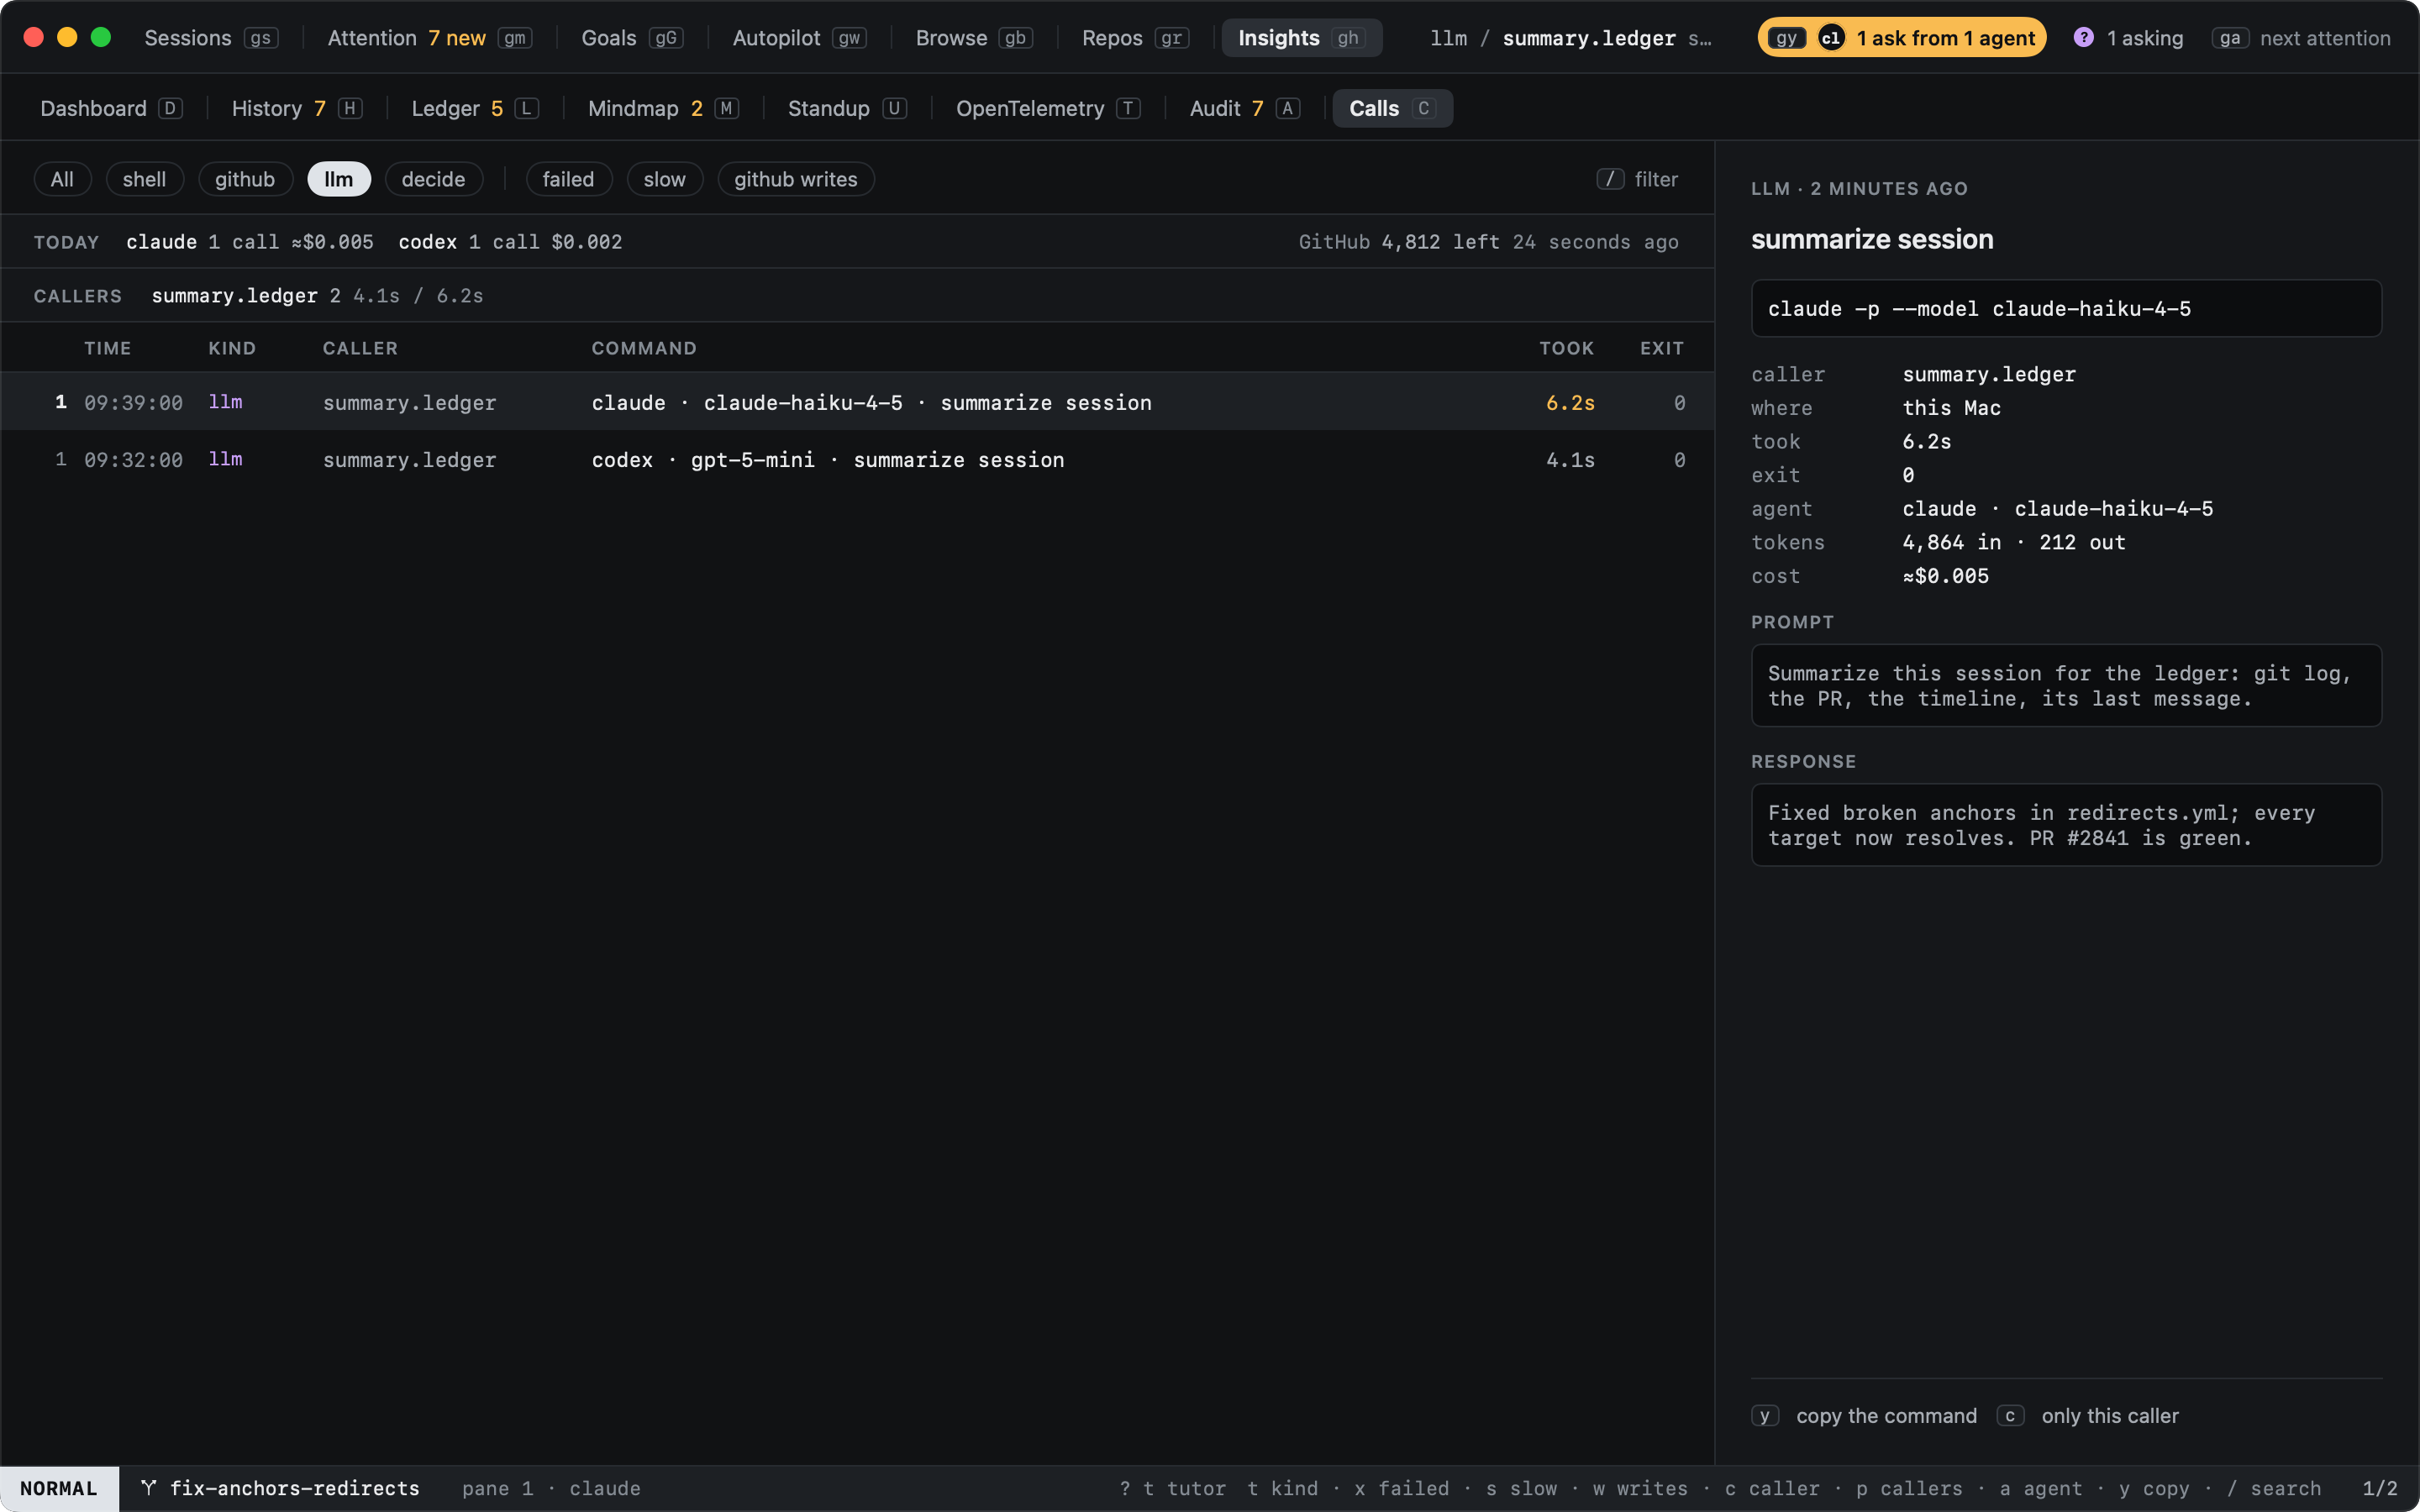 Sessions gs Attention 7 new gm Goals gG Autopilot gw Browse gb Repos gr Insights gh llm / summary.ledger s… gy cl 1 ask from 1 agent ? 1 asking ga next attention
Dashboard D History 7 H Ledger 5 L Mindmap 2 M Standup U OpenTelemetry T Audit 7 A Calls C
All shell github llm decide failed slow github writes / filter
TODAY claude 1 call ≈$0.005 codex 1 call $0.002 GitHub 4,812 left 24 seconds ago
CALLERS summary.ledger 2 4.1s / 6.2s
TIME KIND CALLER COMMAND TOOK EXIT
1 09:39:00 llm summary.ledger claude · claude-haiku-4-5 · summarize session 6.2s 0
1 09:32:00 llm summary.ledger codex · gpt-5-mini · summarize session 4.1s 0
LLM · 2 MINUTES AGO
summarize session
claude -p --model claude-haiku-4-5
caller summary.ledger
where this Mac
took 6.2s
exit 0
agent claude · claude-haiku-4-5
tokens 4,864 in · 212 out
cost ≈$0.005
PROMPT
Summarize this session for the ledger: git log,
the PR, the timeline, its last message.
RESPONSE
Fixed broken anchors in redirects.yml; every
target now resolves. PR #2841 is green.
y copy the command c only this caller
NORMAL fix-anchors-redirects pane 1 · claude ? t tutor t kind · x failed · s slow · w writes · c caller · p callers · a agent · y copy · / search 1/2